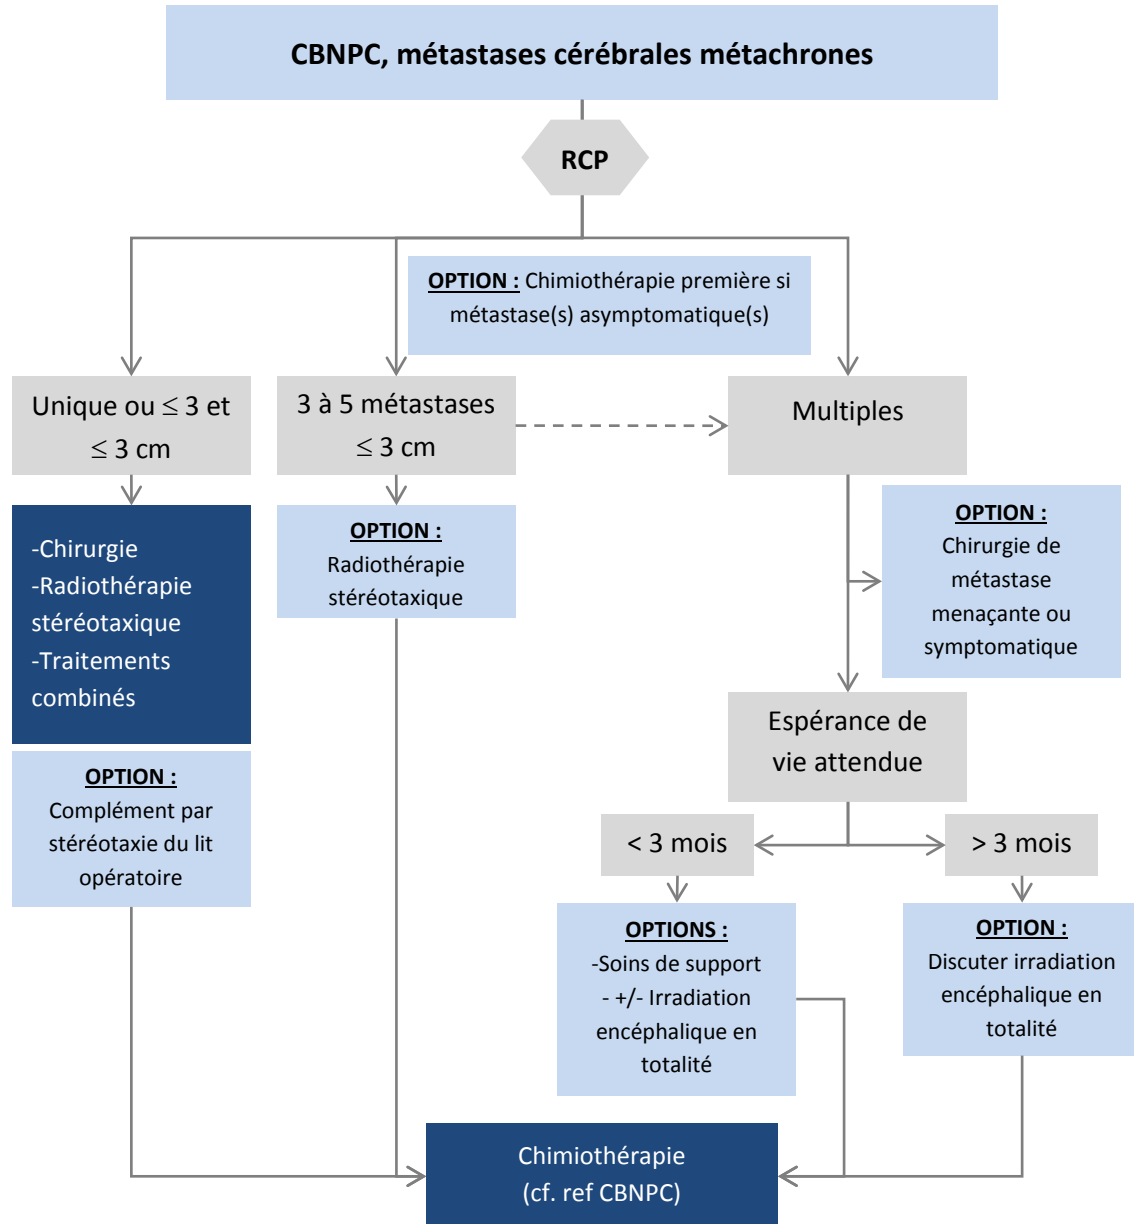 CBNPC, métastases cérébrales métachrones
RCP
OPTION : Chimiothérapie première si
métastase(s) asymptomatique(s)
Unique ou ≤ 3 et
≤ 3 cm
3 à 5 métastases
≤ 3 cm
Multiples
-Chirurgie
-Radiothérapie
stéréotaxique
-Traitements
combinés
OPTION :
Radiothérapie
stéréotaxique
OPTION :
Chirurgie de
métastase
menaçante ou
symptomatique
Espérance de
vie attendue
OPTION :
Complément par
stéréotaxie du lit
opératoire
< 3 mois
> 3 mois
OPTIONS :
-Soins de support
- +/- Irradiation
encéphalique en
totalité
OPTION :
Discuter irradiation
encéphalique en
totalité
Chimiothérapie
(cf. ref CBNPC)